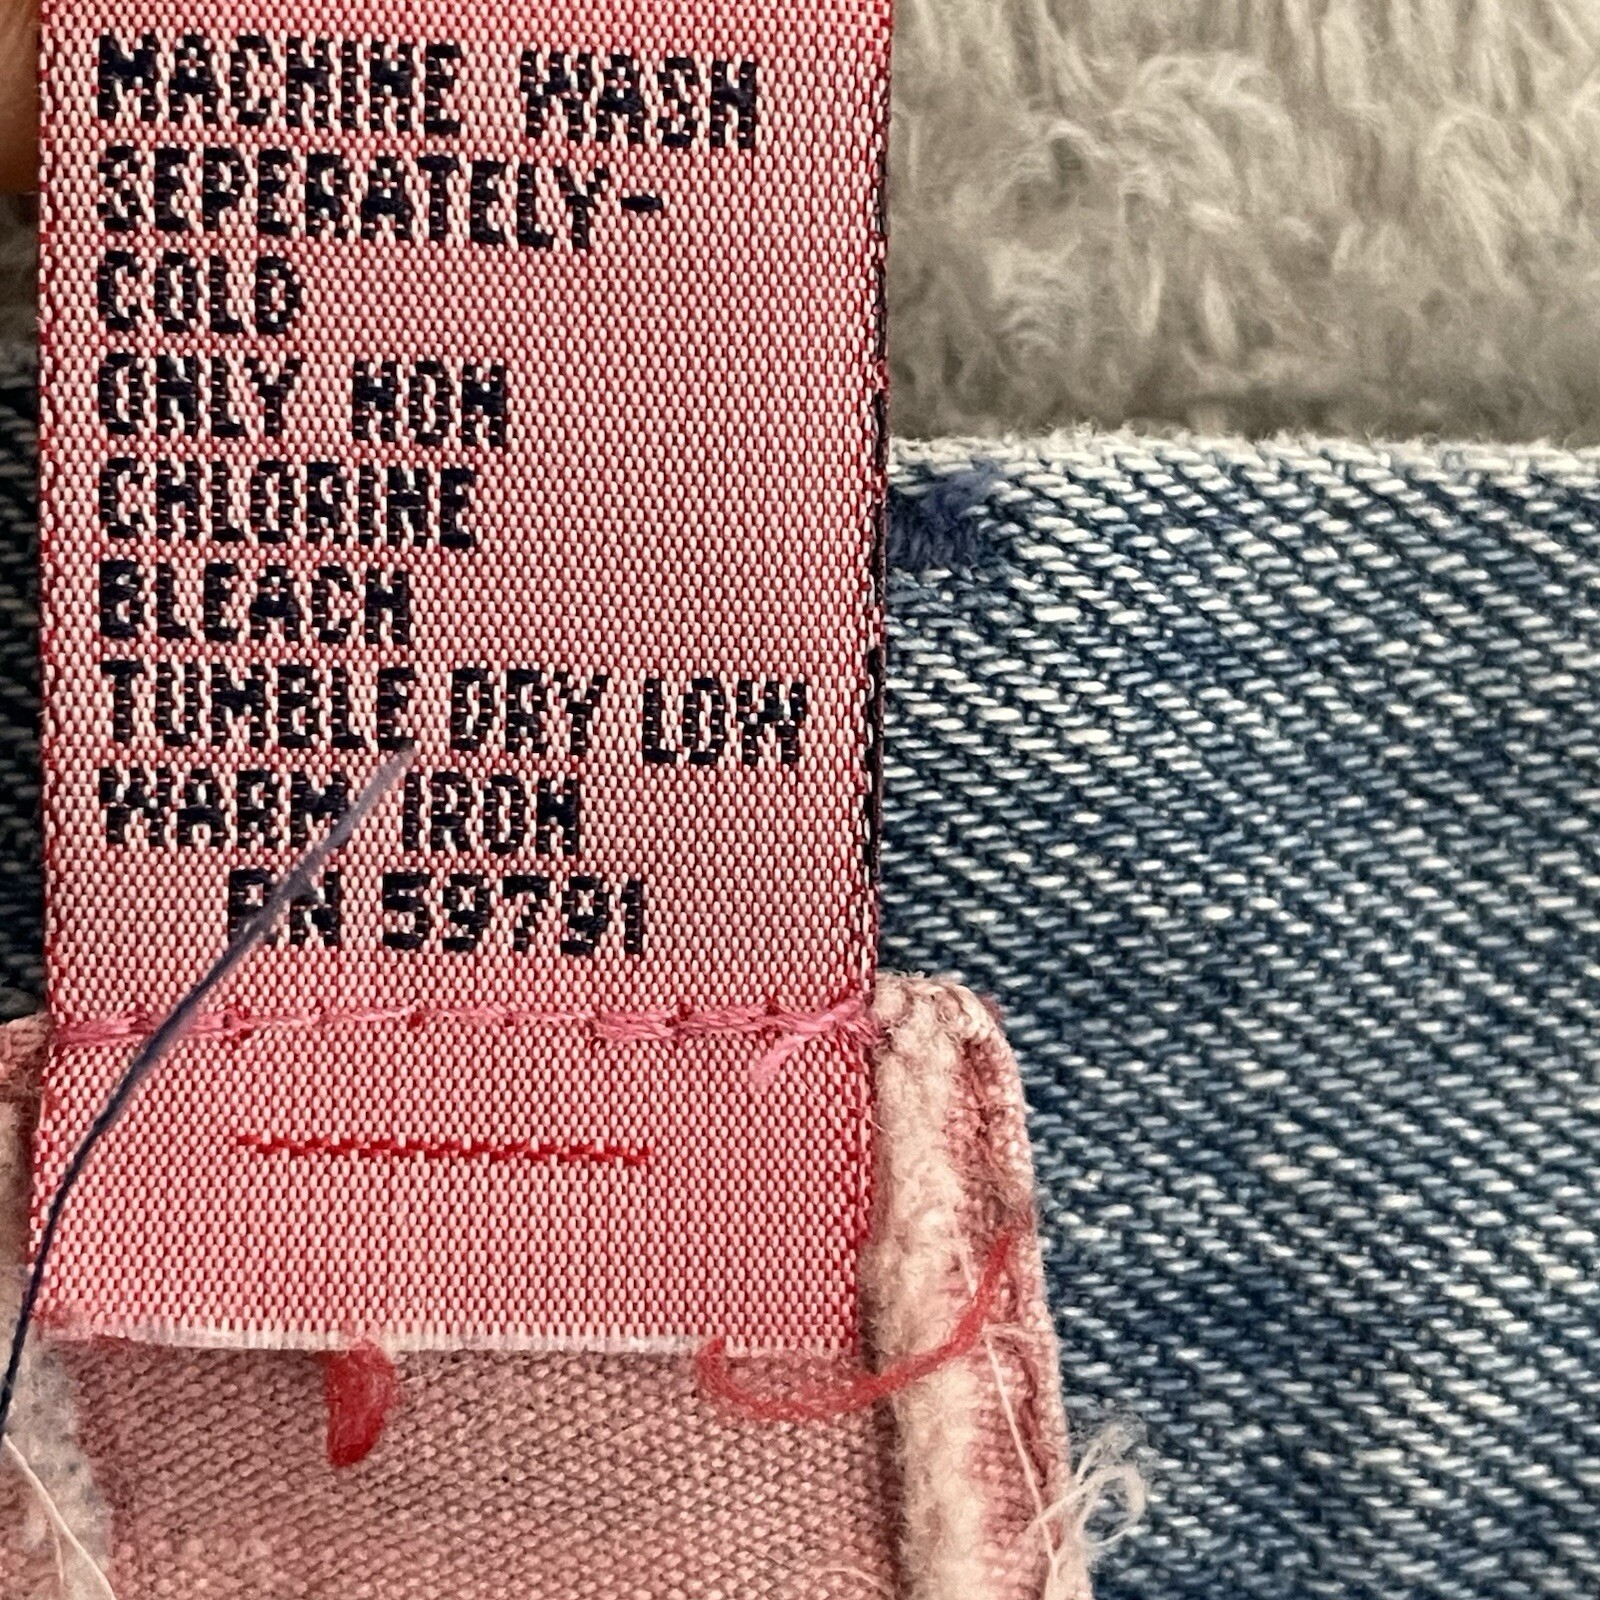 MACHINE WASH
SEPERATELY-
COLD
ONLY NON
CHLORINE
BLEACH
TUMBLE DRY LOW
WARM IRON
RN 59791